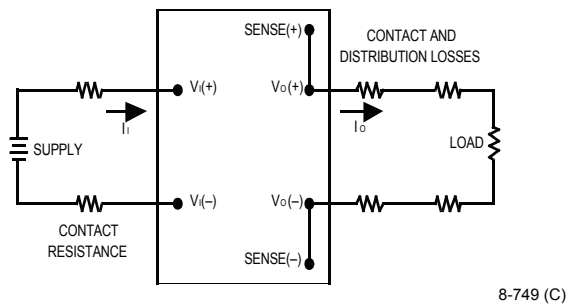 SENSE(+)
CONTACT AND
DISTRIBUTION LOSSES
VI(+)
VO(+)
II
IO
SUPPLY
LOAD
VI(–)
VO(–)
CONTACT
RESISTANCE
SENSE(–)
8-749 (C)